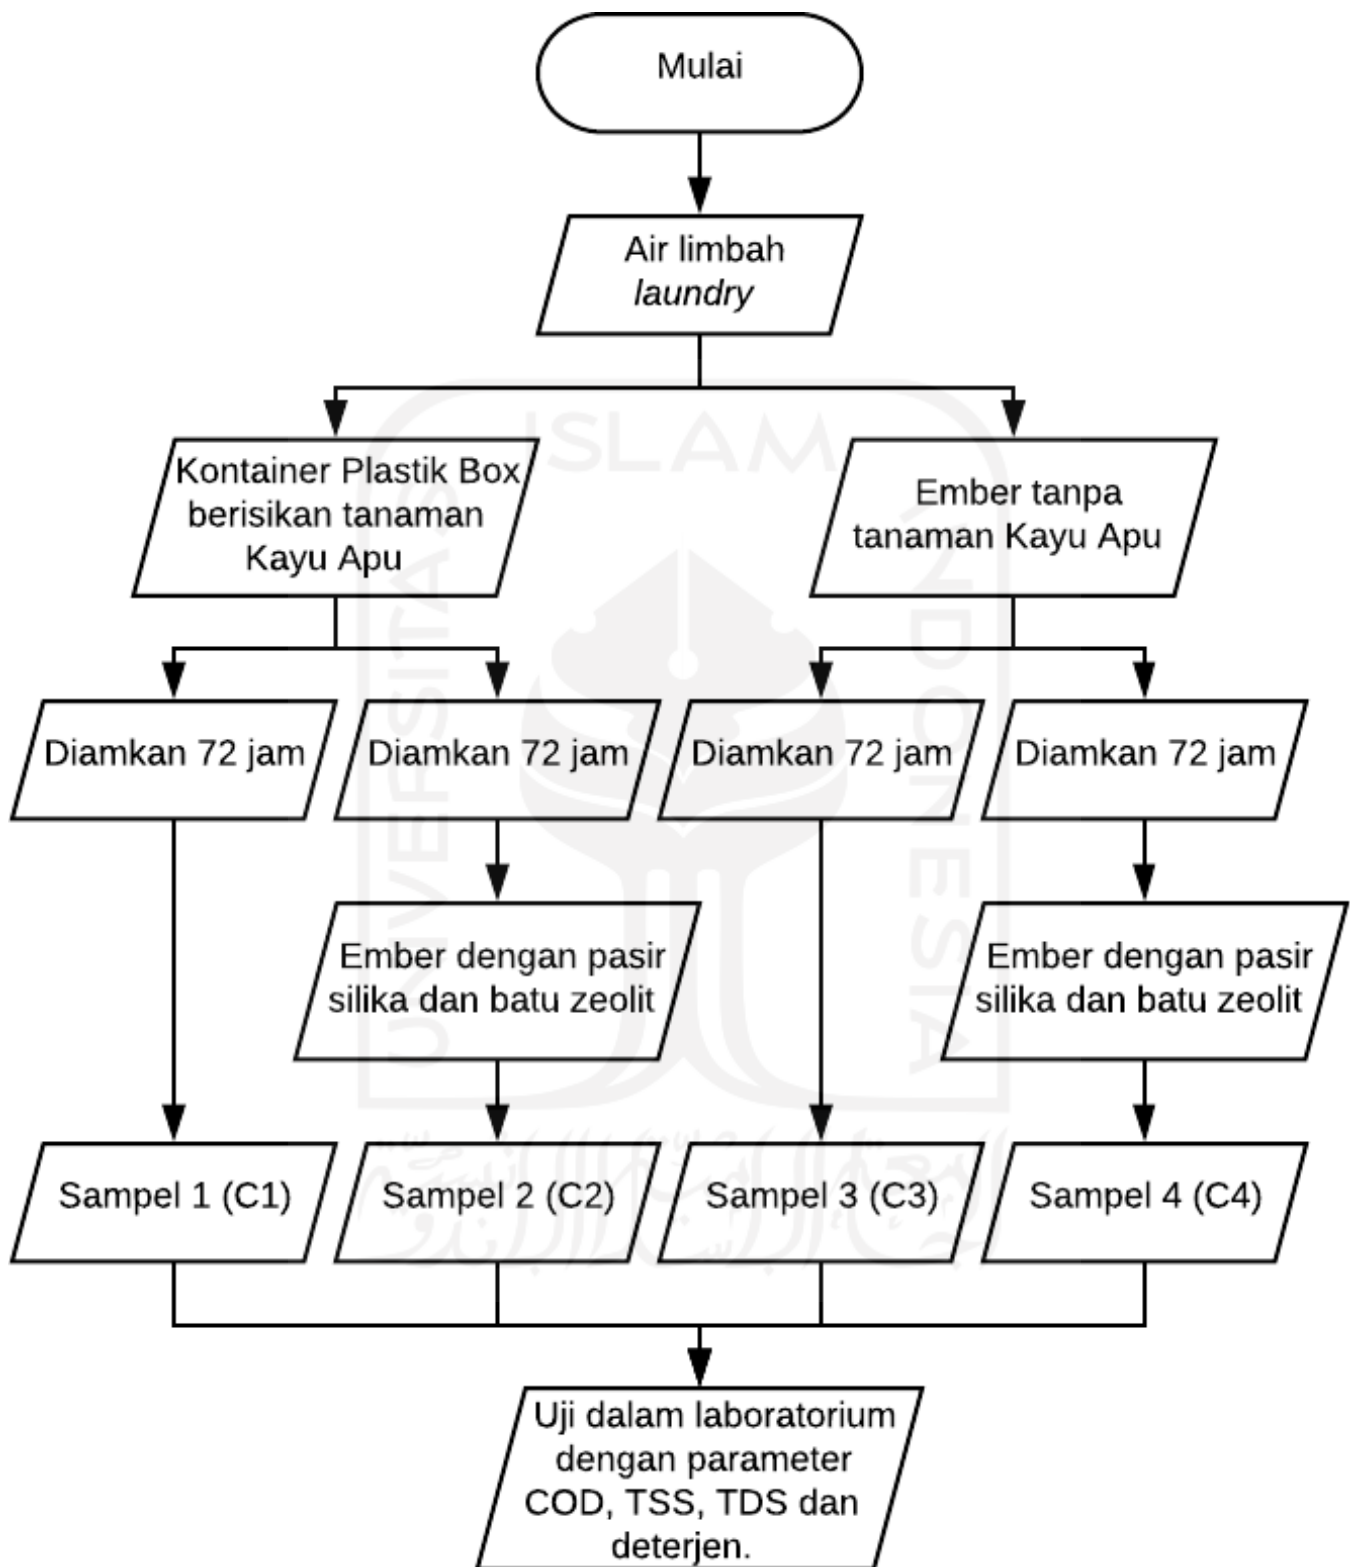 Mulai
Air limbah
laundry
Kontainer Plastik Box
berisikan tanaman
Kayu Apu
Ember tanpa
tanaman Kayu Apu
Diamkan 72 jam
Diamkan 72 jam
Diamkan 72 jam
Diamkan 72 jam
Ember dengan pasir
silika dan batu zeolit
Ember dengan pasir
silika dan batu zeolit
Sampel 1 (C1)
Sampel 2 (C2)
Sampel 3 (C3)
Sampel 4 (C4)
Uji dalam laboratorium
dengan parameter
COD, TSS, TDS dan
deterjen.
UNIVERSITAS
ISLAM
INDONESIA